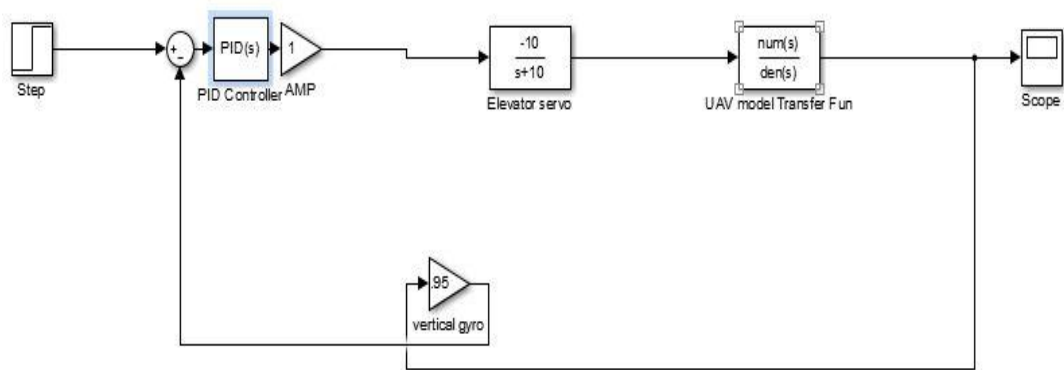 Step
+
−
PID(s)
PID Controller
1
AMP
-10
s+10
Elevator servo
num(s)
den(s)
UAV model Transfer Fun
Scope
.95
vertical gyro